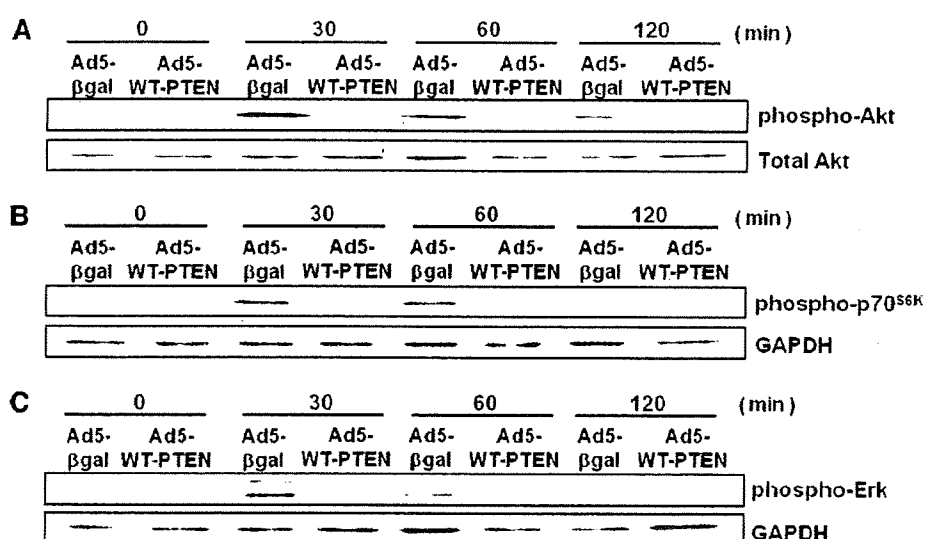 A 0 30 60 120 (min)
Ad5- Ad5- Ad5- Ad5- Ad5- Ad5- Ad5- Ad5-
βgal WT-PTEN βgal WT-PTEN βgal WT-PTEN βgal WT-PTEN
phospho-Akt
Total Akt
B 0 30 60 120 (min)
Ad5- Ad5- Ad5- Ad5- Ad5- Ad5- Ad5- Ad5-
βgal WT-PTEN βgal WT-PTEN βgal WT-PTEN βgal WT-PTEN
phospho-p70S6K
GAPDH
C 0 30 60 120 (min)
Ad5- Ad5- Ad5- Ad5- Ad5- Ad5- Ad5- Ad5-
βgal WT-PTEN βgal WT-PTEN βgal WT-PTEN βgal WT-PTEN
phospho-Erk
GAPDH